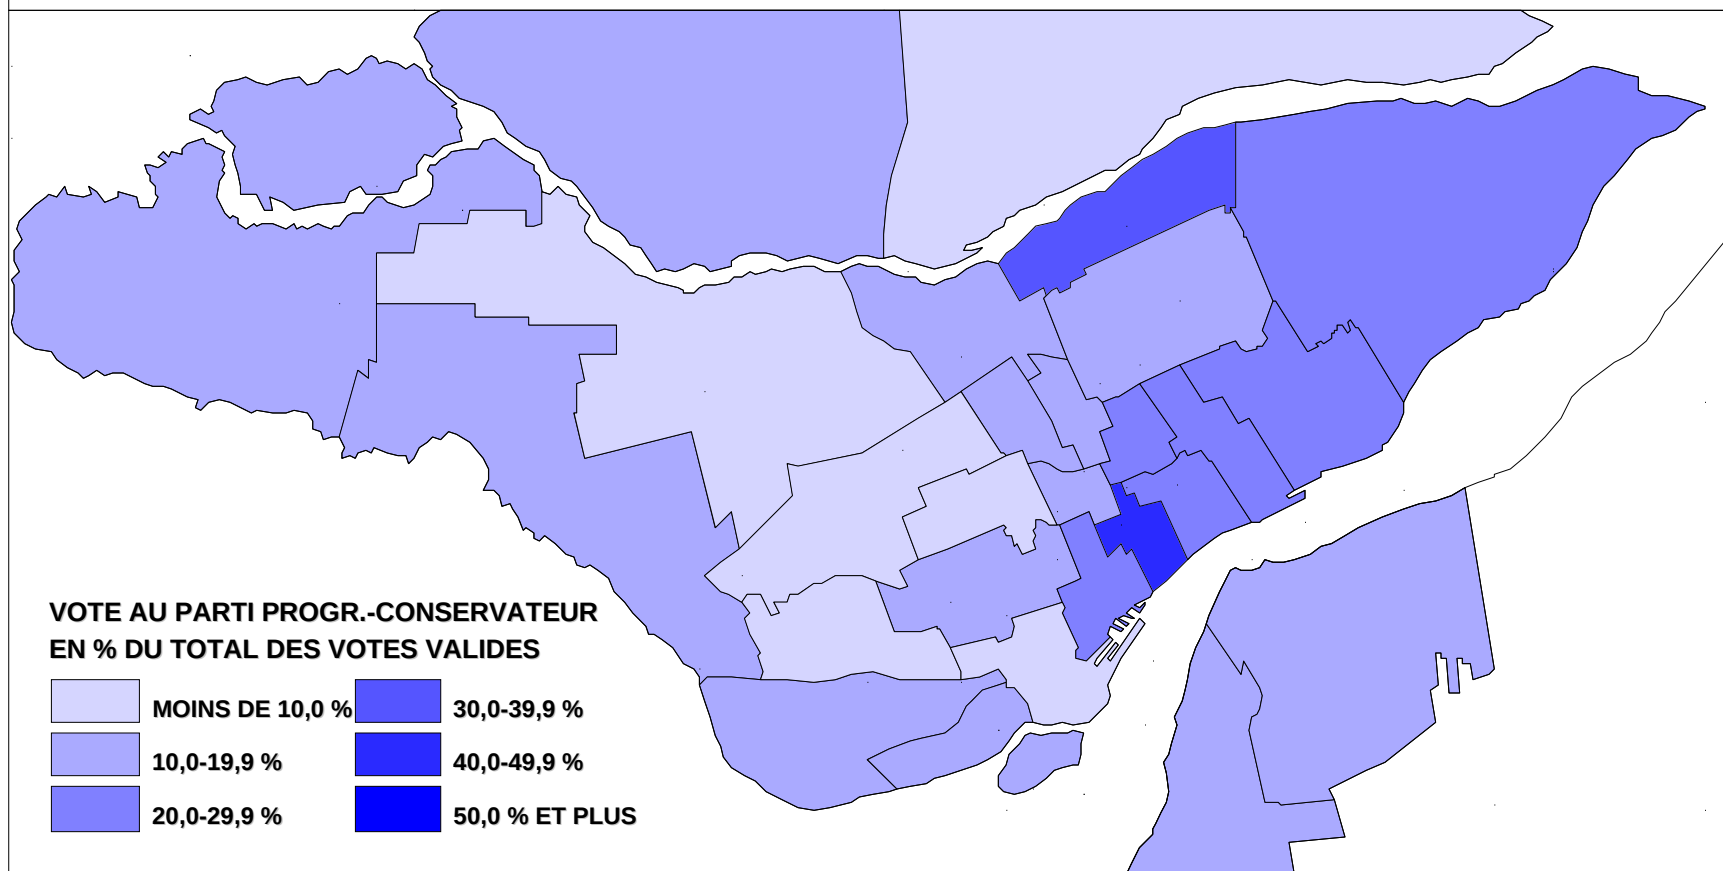 VOTE AU PARTI PROGR.-CONSERVATEUR
EN % DU TOTAL DES VOTES VALIDES
MOINS DE 10,0 %
10,0-19,9 %
20,0-29,9 %
30,0-39,9 %
40,0-49,9 %
50,0 % ET PLUS